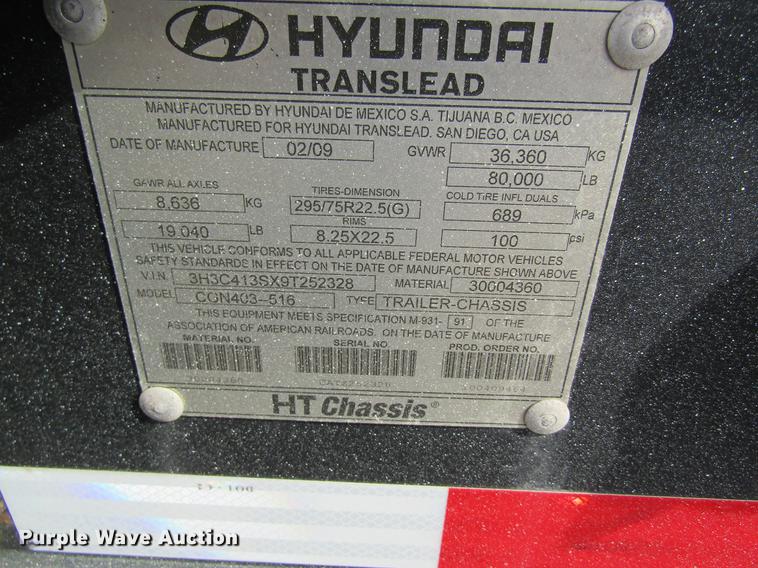 HYUNDAI
TRANSLEAD
MANUFACTURED BY HYUNDAI DE MEXICO S.A. TIJUANA B.C. MEXICO
MANUFACTURED FOR HYUNDAI TRANSLEAD. SAN DIEGO, CA USA
DATE OF MANUFACTURE 02/09 GVWR 36,360 KG
80,000 LB
GAWR ALL AXLES TIRES-DIMENSION COLD TIRE INFL DUALS
8,636 KG 295/75R22.5(G) 689 kPa
RIMS
19,040 LB 8.25X22.5 100 psi
THIS VEHICLE CONFORMS TO ALL APPLICABLE FEDERAL MOTOR VEHICLES
SAFETY STANDARDS IN EFFECT ON THE DATE OF MANUFACTURE SHOWN ABOVE
V.I.N. 3H3C413SX9T252328 MATERIAL 30004360
MODEL CON403-516 TYPE TRAILER-CHASSIS
THIS EQUIPMENT MEETS SPECIFICATION M-931- 91 OF THE
ASSOCIATION OF AMERICAN RAILROADS. ON THE DATE OF MANUFACTURE
MATERIAL NO. SERIAL NO. PROD. ORDER NO.
HT Chassis®
DOT-C2
Purple Wave Auction